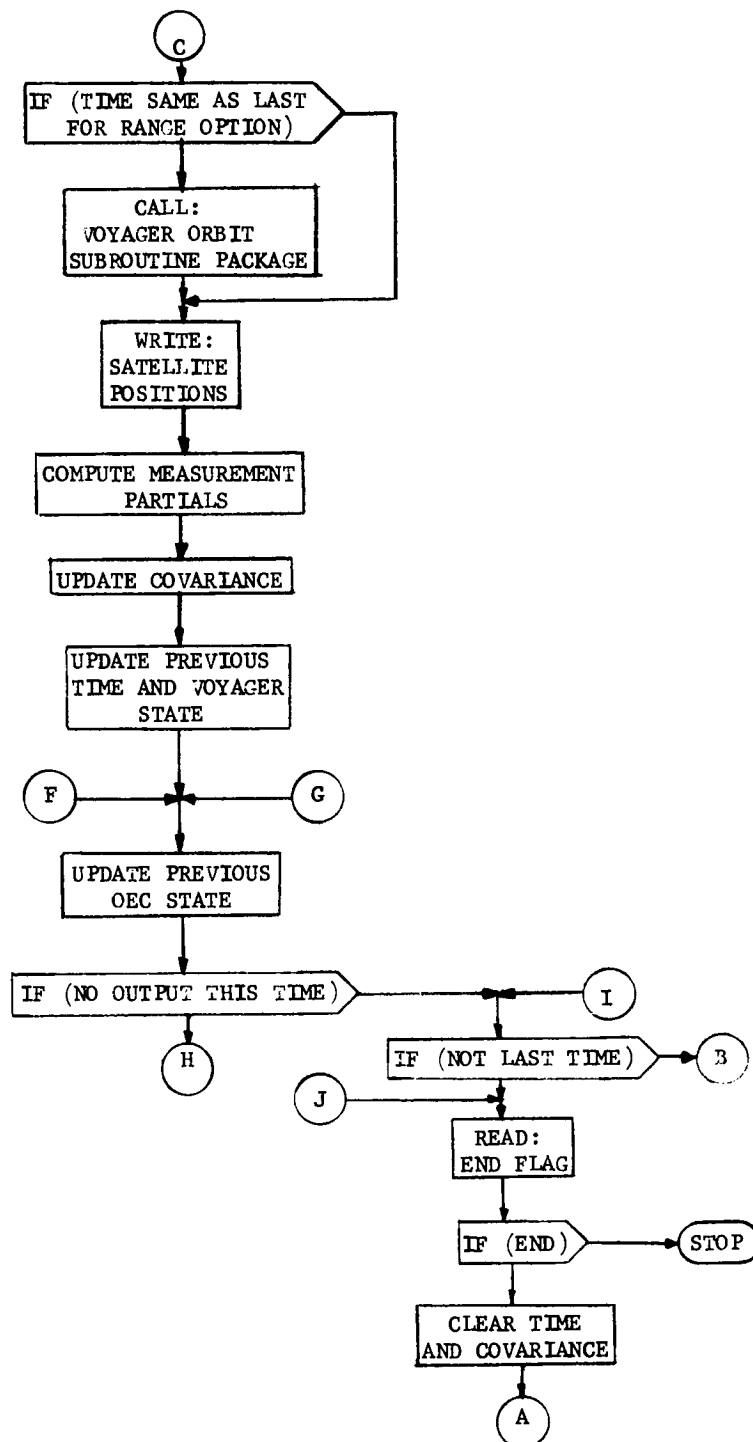 C
IF (TIME SAME AS LAST
FOR RANGE OPTION)
CALL:
VOYAGER ORBIT
SUBROUTINE PACKAGE
WRITE:
SATELLITE
POSITIONS
COMPUTE MEASUREMENT
PARTIALS
UPDATE COVARIANCE
UPDATE PREVIOUS
TIME AND VOYAGER
STATE
F
G
UPDATE PREVIOUS
OEC STATE
IF (NO OUTPUT THIS TIME)
I
H
IF (NOT LAST TIME)
B
J
READ:
END FLAG
IF (END)
STOP
CLEAR TIME
AND COVARIANCE
A